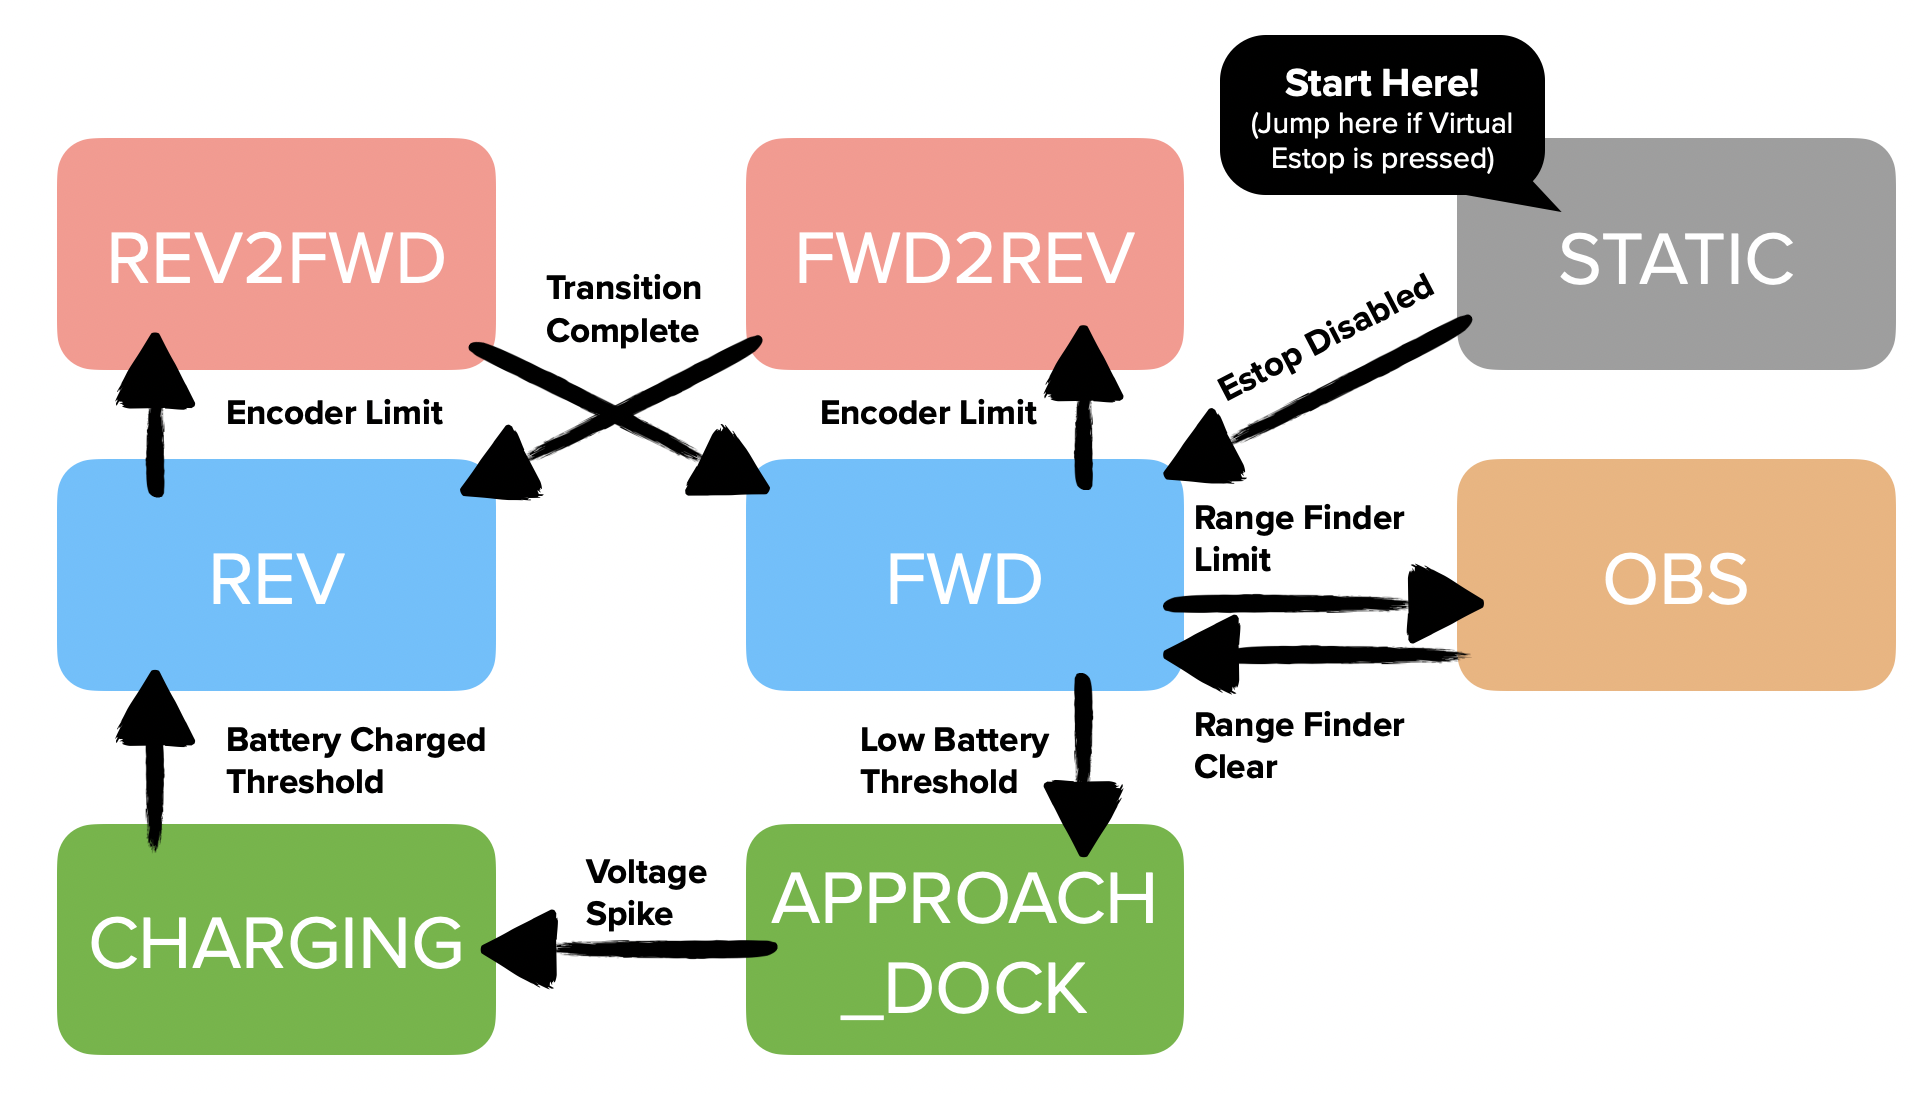 Start Here!
(Jump here if Virtual
Estop is pressed)
REV2FWD
FWD2REV
STATIC
Transition
Complete
Estop Disabled
Encoder Limit
Encoder Limit
REV
FWD
Range Finder
Limit
OBS
Battery Charged
Threshold
Low Battery
Threshold
Range Finder
Clear
CHARGING
Voltage
Spike
APPROACH
_DOCK